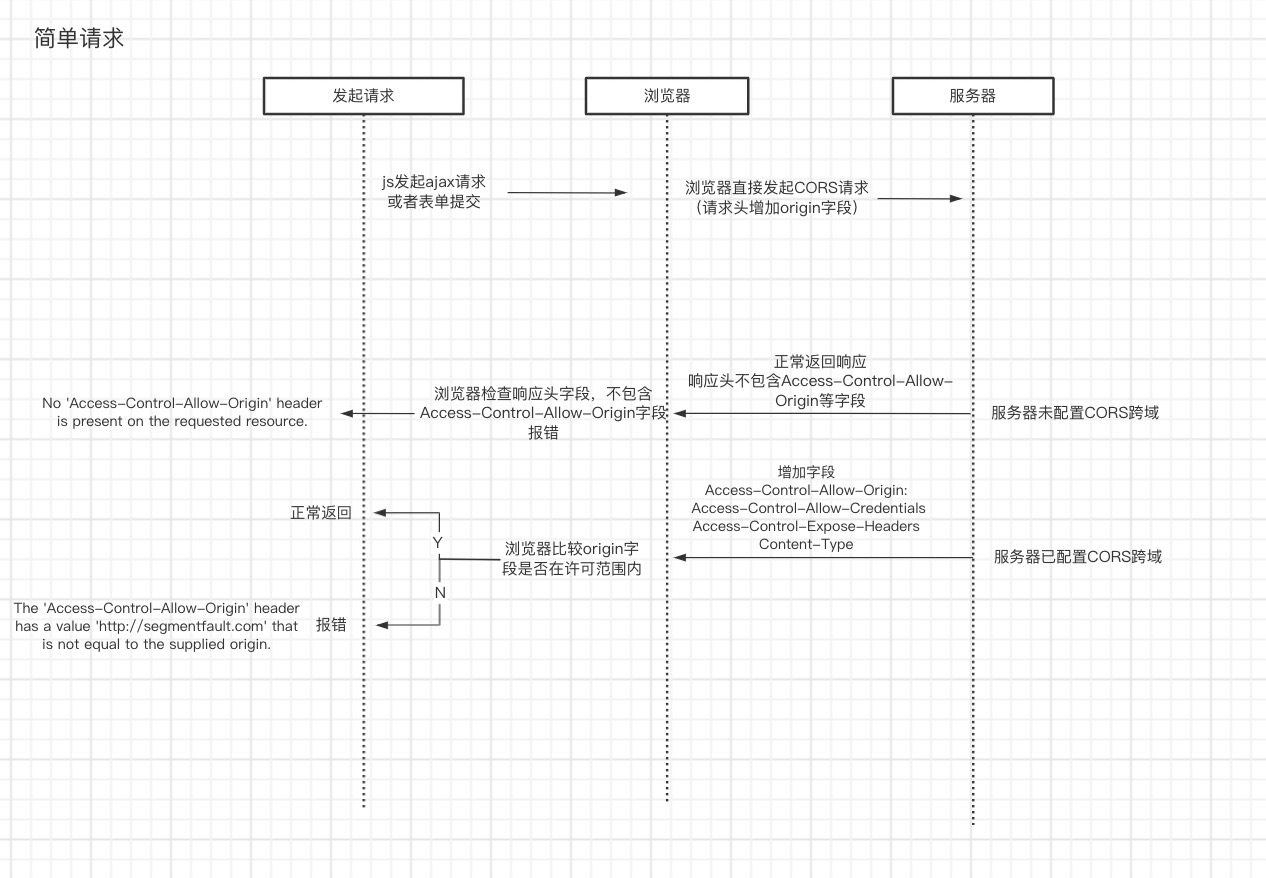 简单请求
发起请求
浏览器
服务器
js发起ajax请求
或者表单提交
浏览器直接发起CORS请求
（请求头增加origin字段）
正常返回响应
响应头不包含Access-Control-Allow-
Origin等字段
服务器未配置CORS跨域
浏览器检查响应头字段，不包含
Access-Control-Allow-Origin字段
报错
No 'Access-Control-Allow-Origin' header
is present on the requested resource.
增加字段
Access-Control-Allow-Origin:
Access-Control-Allow-Credentials
Access-Control-Expose-Headers
Content-Type
服务器已配置CORS跨域
浏览器比较origin字
段是否在许可范围内
Y
正常返回
N
报错
The 'Access-Control-Allow-Origin' header
has a value 'http://segmentfault.com' that
is not equal to the supplied origin.